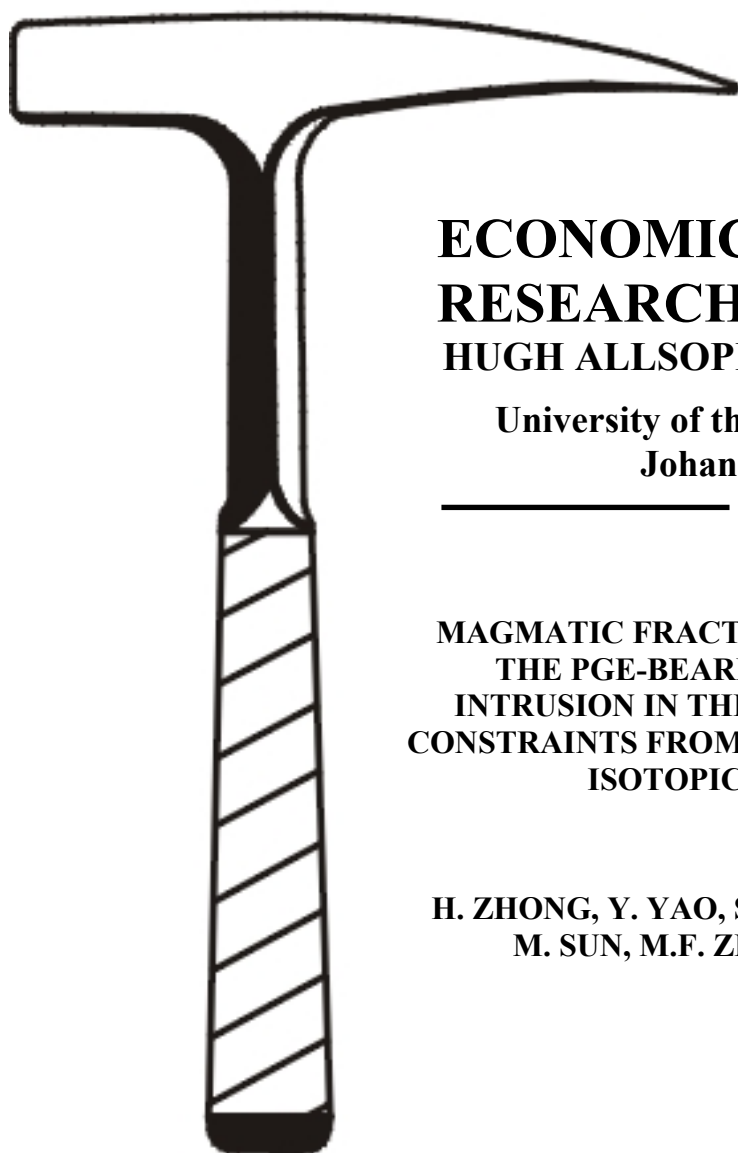 ECONOMIC
RESEARCH
HUGH ALLSOP
University of th
Johan
MAGMATIC FRACT
THE PGE-BEAR
INTRUSION IN TH
CONSTRAINTS FROM
ISOTOPIC
H. ZHONG, Y. YAO, S
M. SUN, M.F. Z